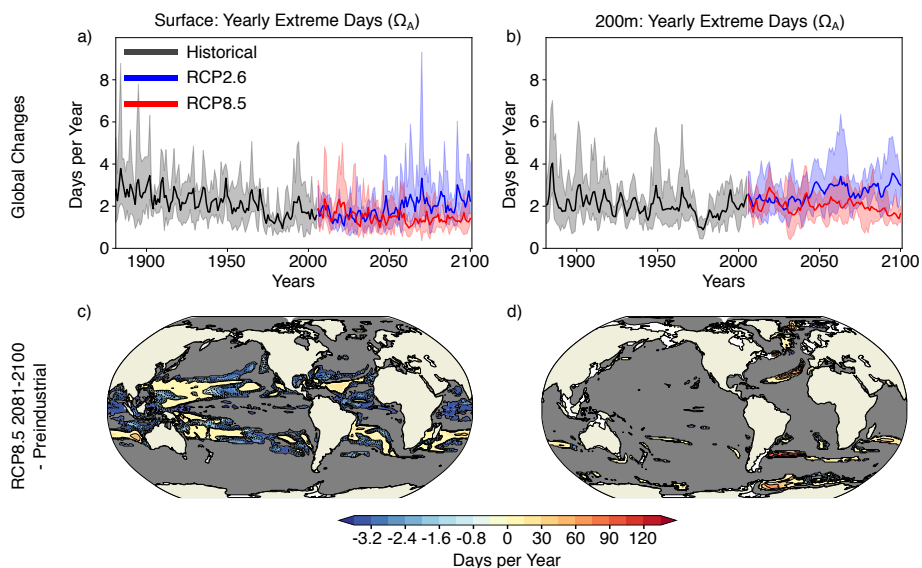 Surface: Yearly Extreme Days (ΩA)
200m: Yearly Extreme Days (ΩA)
a)
b)
Historical
RCP2.6
RCP8.5
Global Changes
Days per Year
8
6
4
2
0
1900
1950
2000
2050
2100
Years
Days per Year
8
6
4
2
0
1900
1950
2000
2050
2100
Years
c)
d)
RCP8.5 2081-2100
- Preindustrial
-3.2
-2.4
-1.6
-0.8
0
30
60
90
120
Days per Year